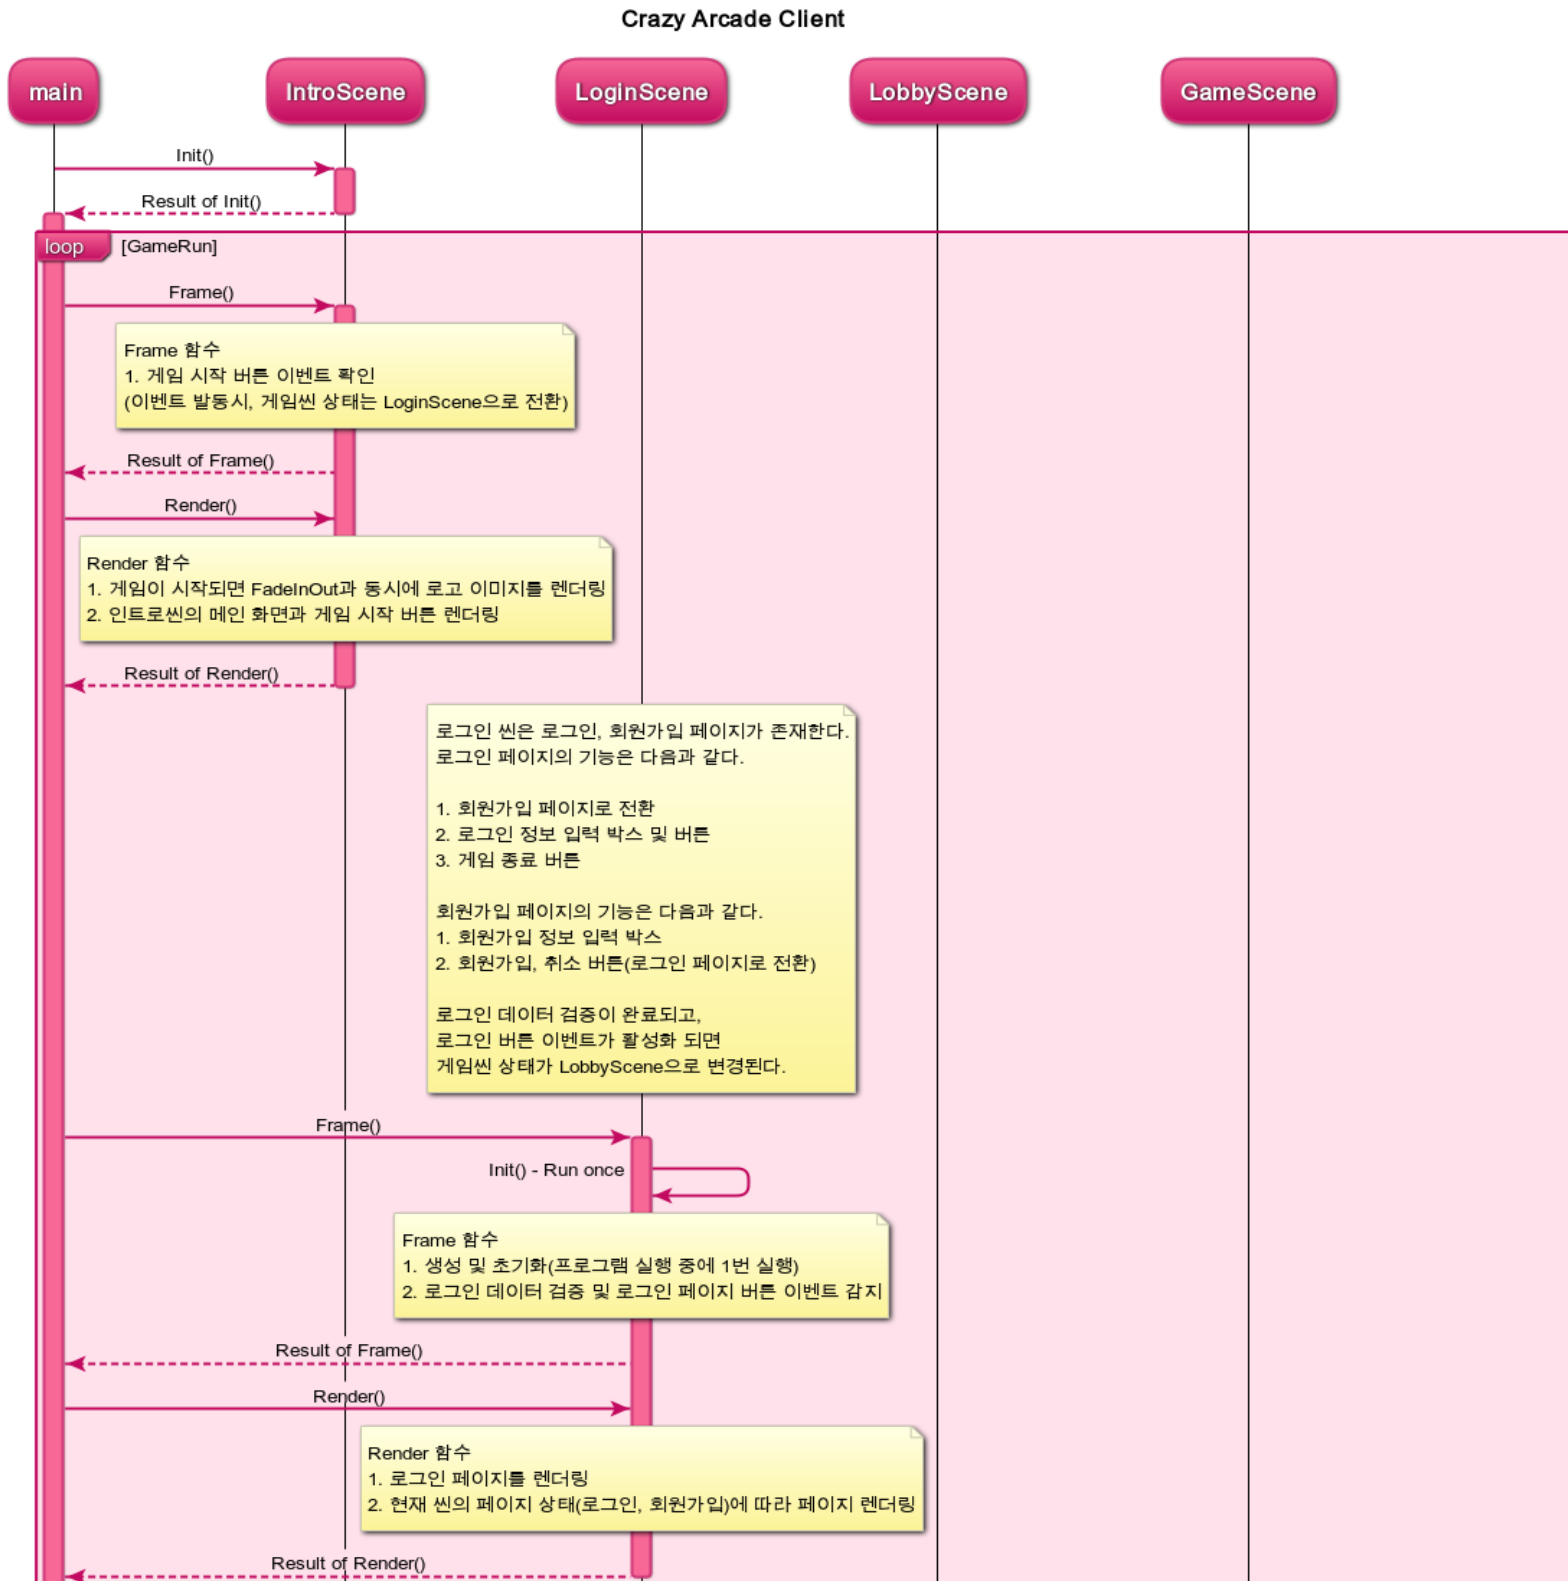 Crazy Arcade Client
main
IntroScene
LoginScene
LobbyScene
GameScene
Init()
Result of Init()
loop
[GameRun]
Frame()
Frame 함수
1. 게임 시작 버튼 이벤트 확인
(이벤트 발동시, 게임씬 상태는 LoginScene으로 전환)
Result of Frame()
Render()
Render 함수
1. 게임이 시작되면 FadeInOut과 동시에 로고 이미지를 렌더링
2. 인트로씬의 메인 화면과 게임 시작 버튼 렌더링
Result of Render()
로그인 씬은 로그인, 회원가입 페이지가 존재한다.
로그인 페이지의 기능은 다음과 같다.
1. 회원가입 페이지로 전환
2. 로그인 정보 입력 박스 및 버튼
3. 게임 종료 버튼
회원가입 페이지의 기능은 다음과 같다.
1. 회원가입 정보 입력 박스
2. 회원가입, 취소 버튼(로그인 페이지로 전환)
로그인 데이터 검증이 완료되고,
로그인 버튼 이벤트가 활성화 되면
게임씬 상태가 LobbyScene으로 변경된다.
Frame()
Init() - Run once
Frame 함수
1. 생성 및 초기화(프로그램 실행 중에 1번 실행)
2. 로그인 데이터 검증 및 로그인 페이지 버튼 이벤트 감지
Result of Frame()
Render()
Render 함수
1. 로그인 페이지를 렌더링
2. 현재 씬의 페이지 상태(로그인, 회원가입)에 따라 페이지 렌더링
Result of Render()